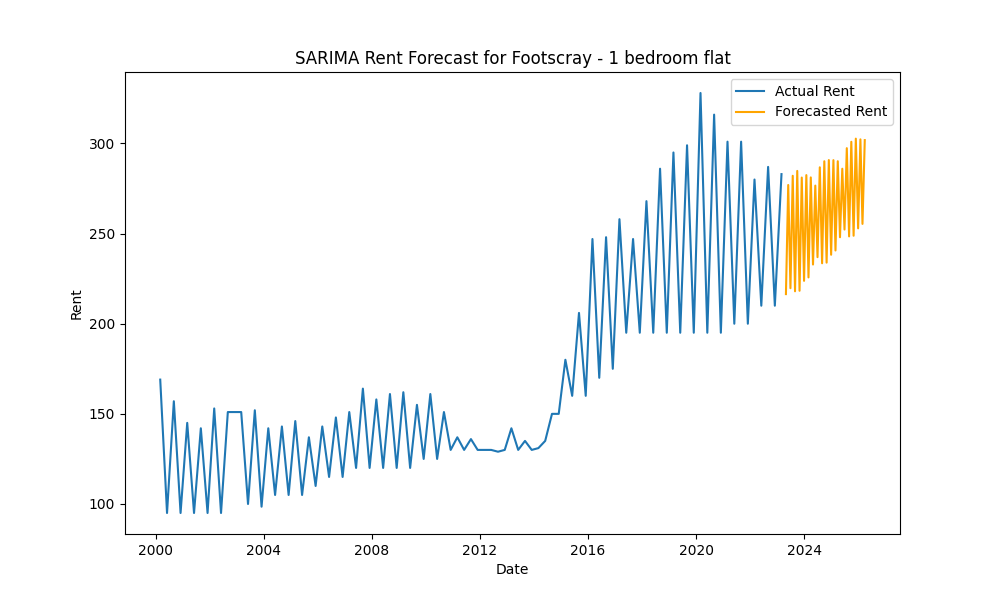 SARIMA Rent Forecast for Footscray - 1 bedroom flat
Actual Rent
Forecasted Rent
Rent
300
250
200
150
100
2000
2004
2008
2012
2016
2020
2024
Date